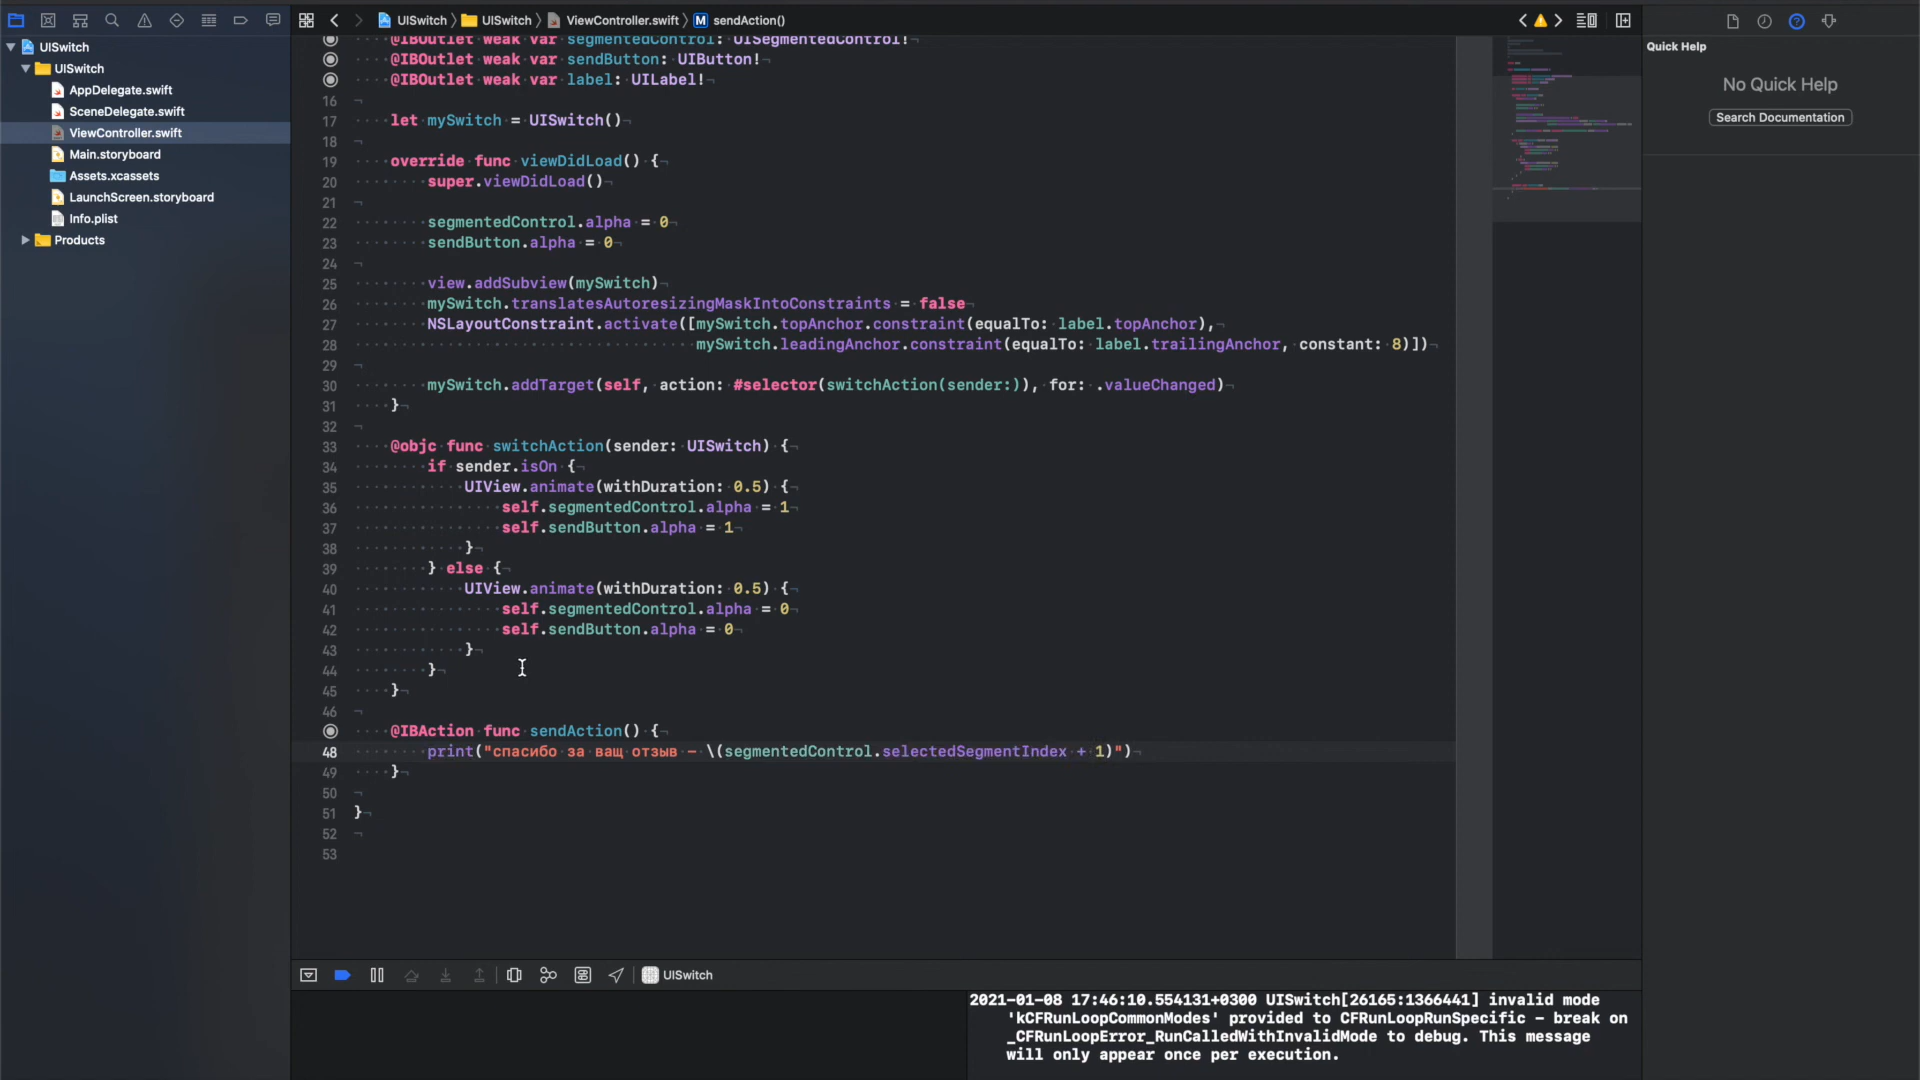 UISwitch
UISwitch
ViewController.swift
M
sendAction()
Quick Help
No Quick Help
Search Documentation
UISwitch
UISwitch
AppDelegate.swift
SceneDelegate.swift
ViewController.swift
Main.storyboard
Assets.xcassets
LaunchScreen.storyboard
Info.plist
Products
@IBOutlet weak var segmentedControl: UISegmentedControl!
@IBOutlet weak var sendButton: UIButton!
@IBOutlet weak var label: UILabel!
16
17 let mySwitch = UISwitch()
18
19 override func viewDidLoad() {
20 super.viewDidLoad()
21
22 segmentedControl.alpha = 0
23 sendButton.alpha = 0
24
25 view.addSubview(mySwitch)
26 mySwitch.translatesAutoresizingMaskIntoConstraints = false
27 NSLayoutConstraint.activate([mySwitch.topAnchor.constraint(equalTo: label.topAnchor),
28 mySwitch.leadingAnchor.constraint(equalTo: label.trailingAnchor, constant: 8)])
29
30 mySwitch.addTarget(self, action: #selector(switchAction(sender:)), for: .valueChanged)
31 }
32
33 @objc func switchAction(sender: UISwitch) {
34 if sender.isOn {
35 UIView.animate(withDuration: 0.5) {
36 self.segmentedControl.alpha = 1
37 self.sendButton.alpha = 1
38 }
39 } else {
40 UIView.animate(withDuration: 0.5) {
41 self.segmentedControl.alpha = 0
42 self.sendButton.alpha = 0
43 }
44 }
45 }
46
@IBAction func sendAction() {
48 print("спасибо за ващ отзыв - \(segmentedControl.selectedSegmentIndex + 1)")
49 }
50
51 }
52
53
UISwitch
2021-01-08 17:46:10.554131+0300 UISwitch[26165:1366441] invalid mode
'kCFRunLoopCommonModes' provided to CFRunLoopRunSpecific - break on
_CFRunLoopError_RunCalledWithInvalidMode to debug. This message
will only appear once per execution.